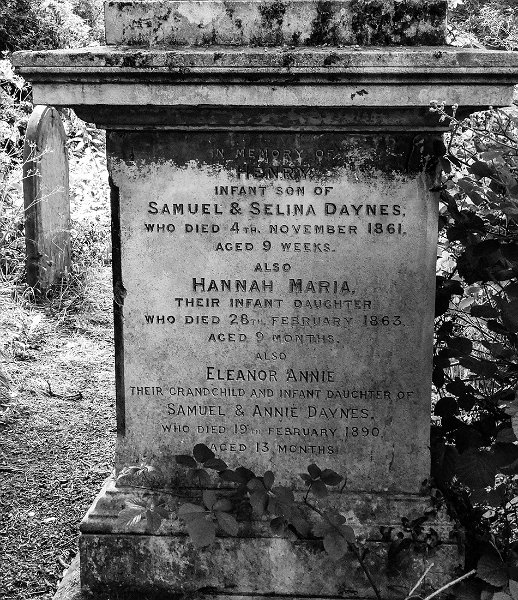 IN MEMORY OF
HENRY,
INFANT SON OF
SAMUEL & SELINA DAYNES,
WHO DIED 4TH. NOVEMBER 1861,
AGED 9 WEEKS.
ALSO
HANNAH MARIA,
THEIR INFANT DAUGHTER
WHO DIED 28TH. FEBRUARY 1863
AGED 9 MONTHS.
ALSO
ELEANOR ANNIE
THEIR GRANDCHILD AND INFANT DAUGHTER OF
SAMUEL & ANNIE DAYNES,
WHO DIED 19TH FEBRUARY 1890,
AGED 13 MONTHS.